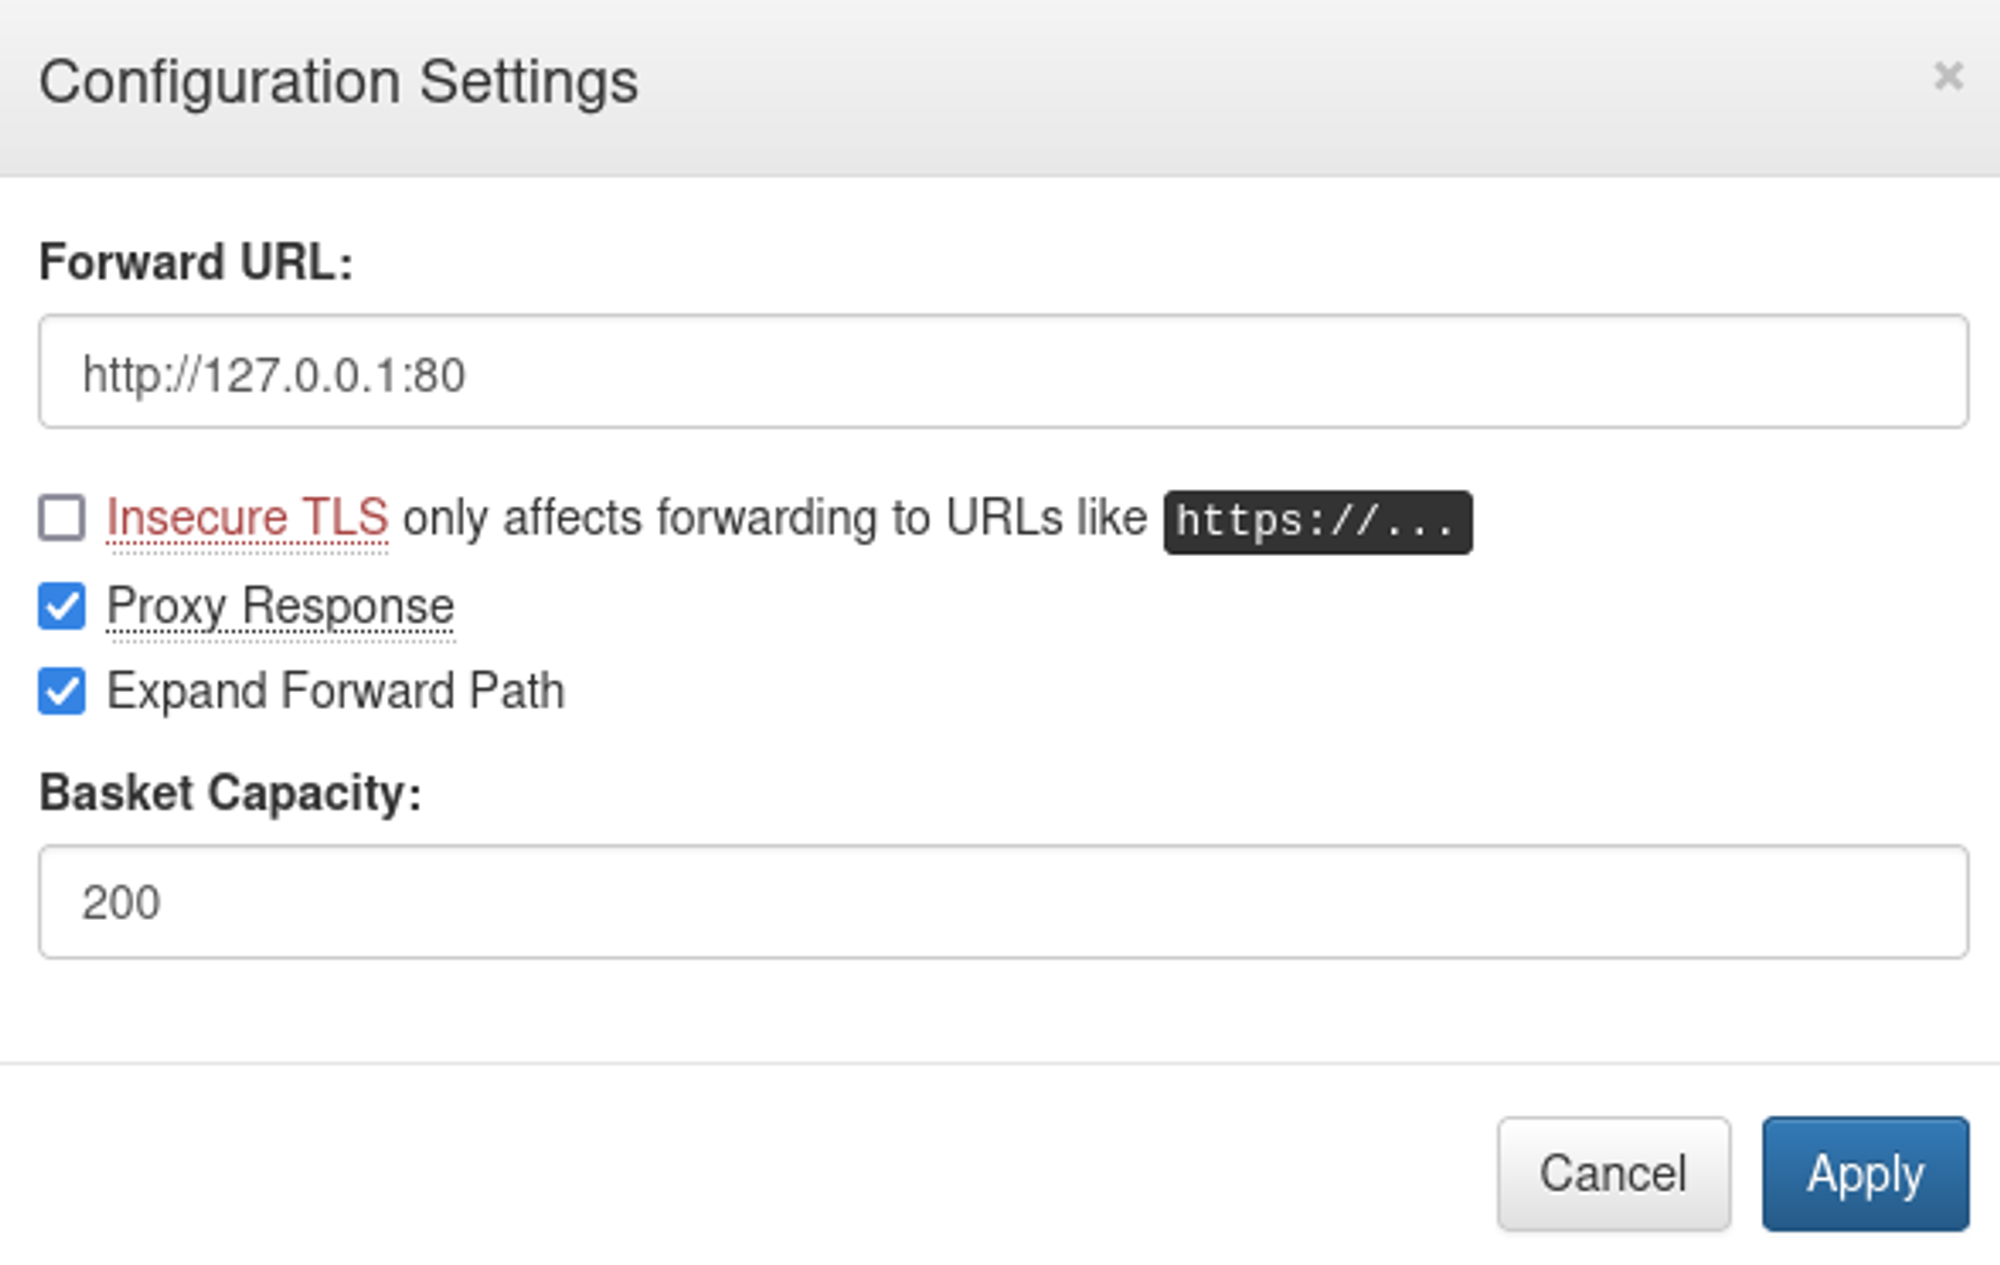 Configuration Settings ×
Forward URL:
http://127.0.0.1:80
Insecure TLS only affects forwarding to URLs like https://...
Proxy Response
Expand Forward Path
Basket Capacity:
200
Cancel Apply